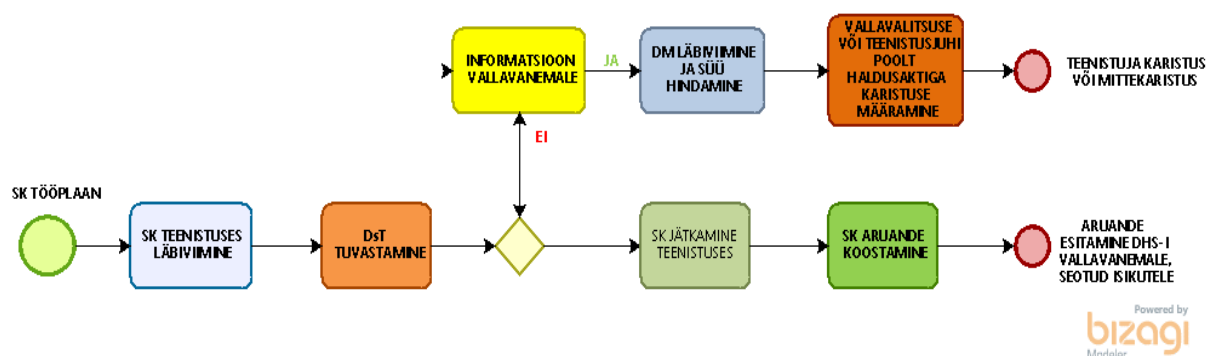 INFORMATSIOON
VALLAVANEMALE
JA
DM LÄBIVIIMINE
JA SÜÜ
HINDAMINE
VALLAVALITSUSE
VÕI TEENISTUSJUHI
POOLT
HALDUSAKTIGA
KARISTUSE
MÄÄRAMINE
TEENISTUJA KARISTUS
VÕI MITTEKARISTUS
EI
SK TÖÖPLAAN
SK TEENISTUSES
LÄBIVIIMINE
DsT
TUVASTAMINE
SK JÄTKAMINE
TEENISTUSES
SK ARUANDE
KOOSTAMINE
ARUANDE
ESITAMINE DHS-I
VALLAVANEMALE,
SEOTUD ISIKUTELE
Powered by
bizagi
Modeler